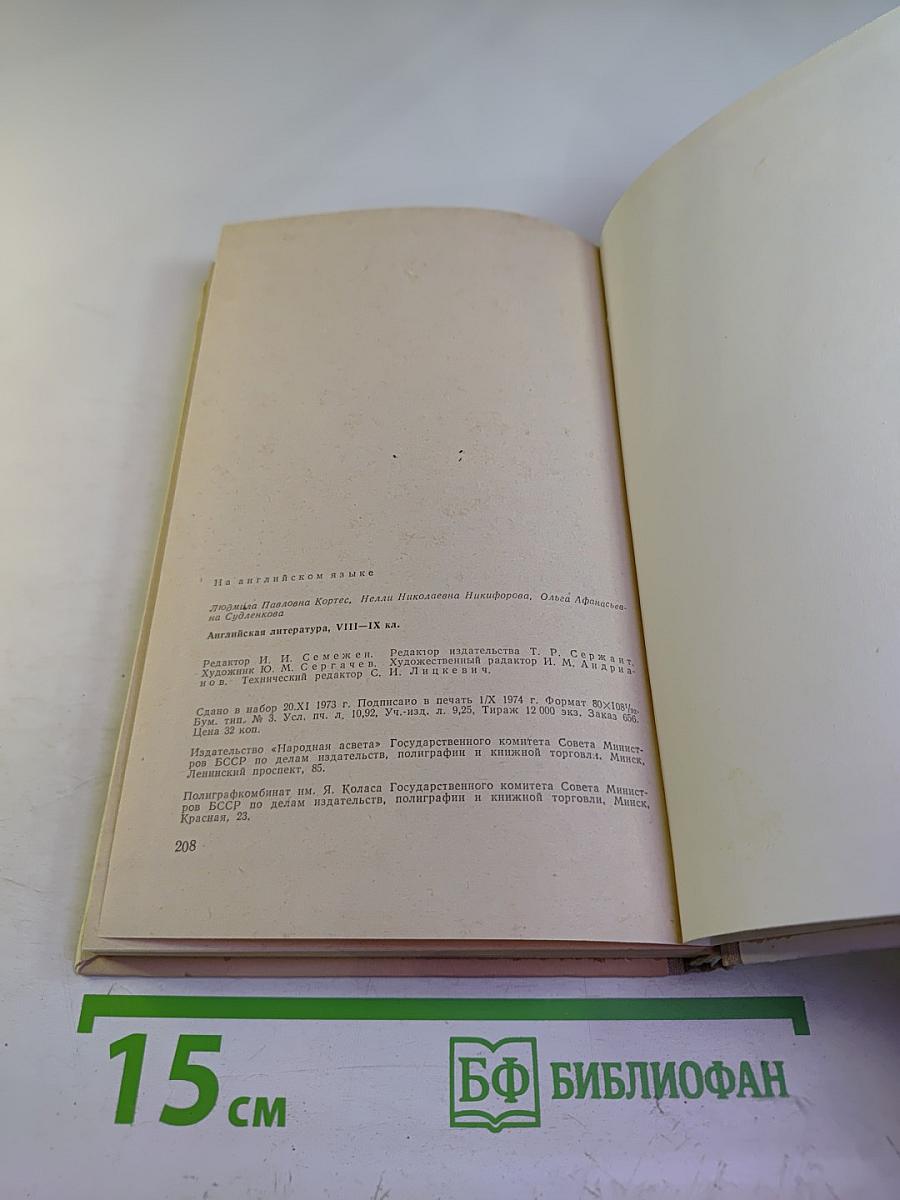 На английском языке
Людмила Павловна Кортес, Нелли Николаевна Никифорова, Ольга Афанасьев-
на Судленкова
Английская литература, VIII—IX кл.
Редактор И. И. Семежен. Редактор издательства Т. Р. Сержант.
Художник Ю. М. Сергачев. Художественный радактор И. М. Андриа-
нов. Технический редактор С. И. Лицкевич.
Сдано в набор 20.XI 1973 г. Подписано в печать 1/X 1974 г. Формат 80×108¹/₃₂.
Бум. тип. № 3. Усл. пч. л. 10,92, Уч.-изд. л. 9,25, Тираж 12 000 экз. Заказ 656.
Цена 32 коп.
Издательство «Народная асвета» Государственного комитета Совета Минист-
ров БССР по делам издательств, полиграфии и книжной торговли. Минск,
Ленинский проспект, 85.
Полиграфкомбинат им. Я. Коласа Государственного комитета Совета Минист-
ров БССР по делам издательств, полиграфии и книжной торговли, Минск,
Красная, 23.
208
15 см
БФ БИБЛИОФАН